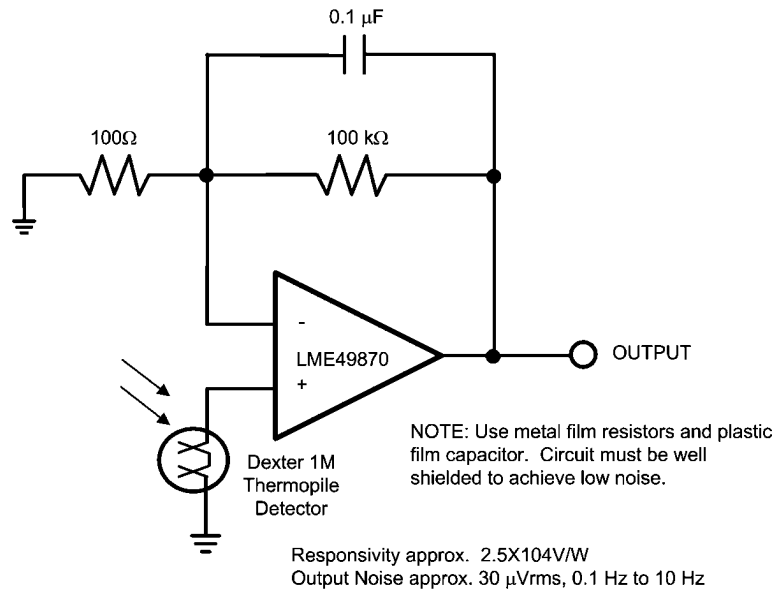 0.1 µF
100Ω
100 kΩ
-
LME49870
+
OUTPUT
Dexter 1M
Thermopile
Detector
NOTE: Use metal film resistors and plastic
film capacitor. Circuit must be well
shielded to achieve low noise.
Responsivity approx. 2.5X104V/W
Output Noise approx. 30 µVrms, 0.1 Hz to 10 Hz